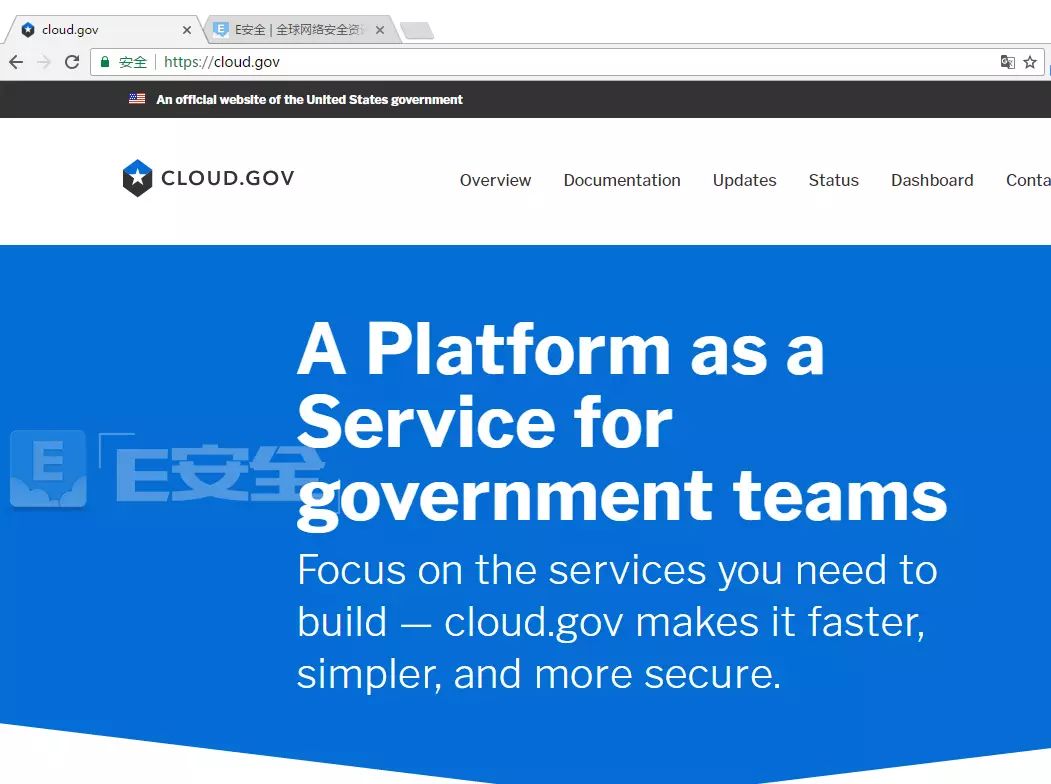 cloud.gov
E安全 | 全球网络安全资
安全 https://cloud.gov
An official website of the United States government
CLOUD.GOV
Overview Documentation Updates Status Dashboard Conta
A Platform as a
Service for
government teams
E E安全
Focus on the services you need to
build — cloud.gov makes it faster,
simpler, and more secure.